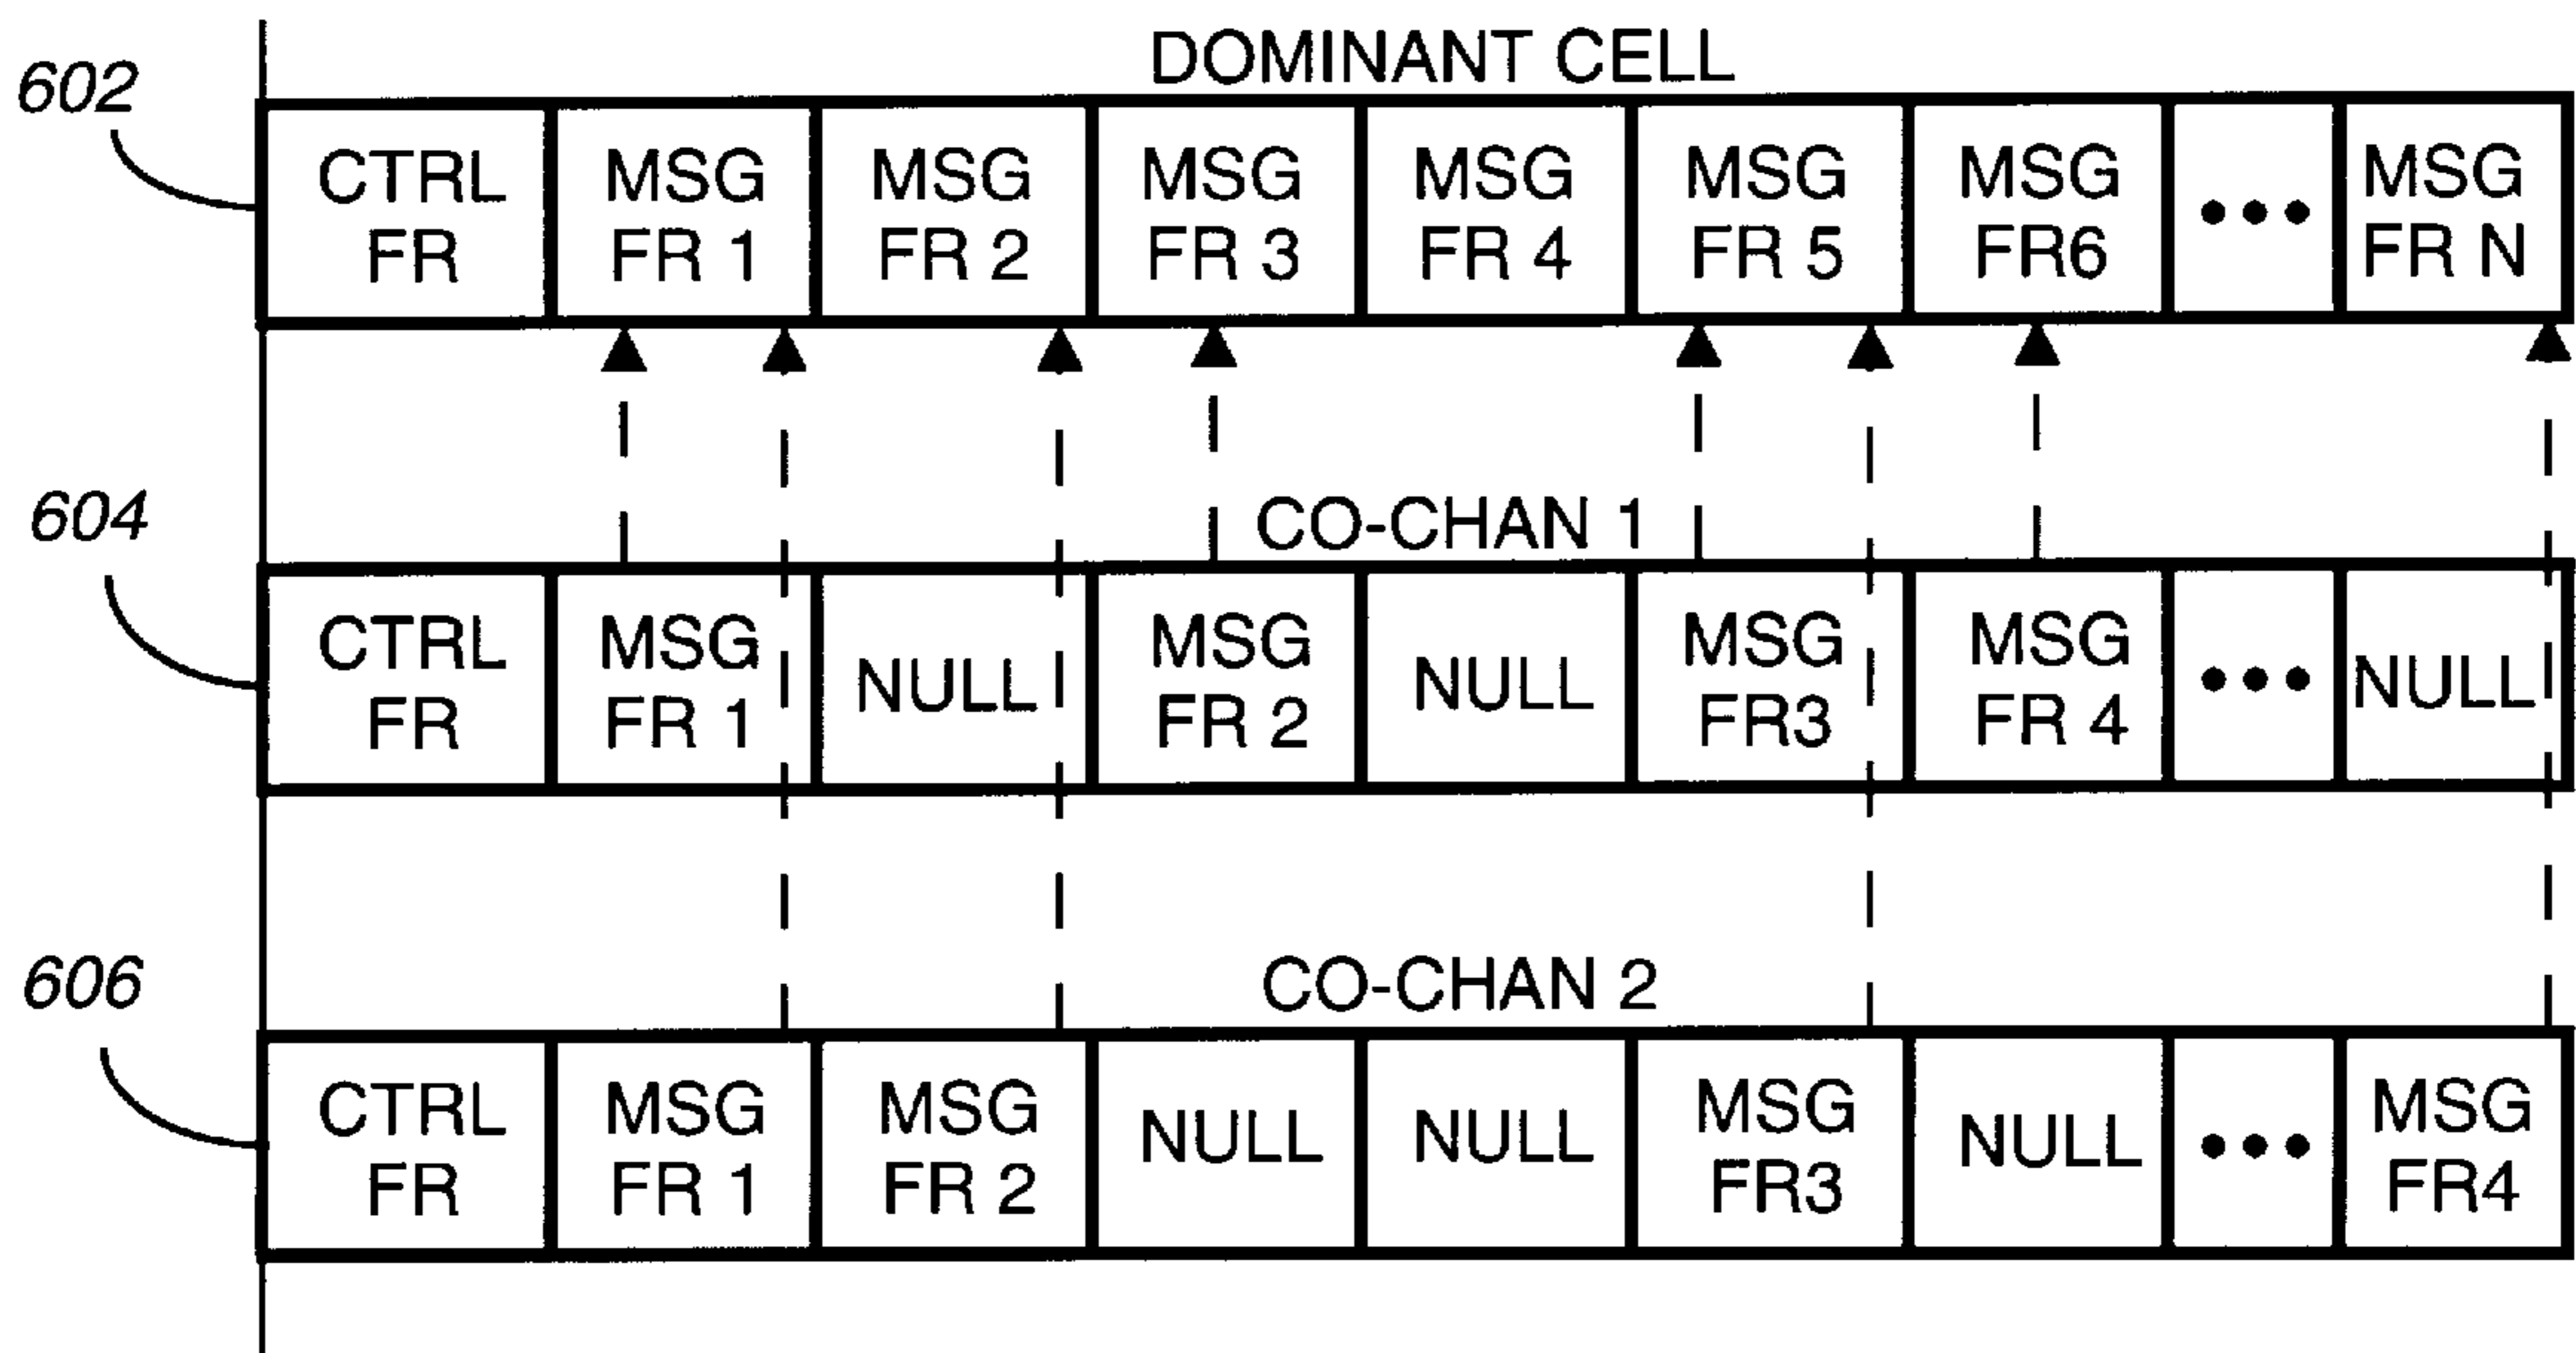 DOMINANT CELL
602
CTRL FR
MSG FR 1
MSG FR 2
MSG FR 3
MSG FR 4
MSG FR 5
MSG FR6
•••
MSG FR N
CO-CHAN 1
604
CTRL FR
MSG FR 1
NULL
MSG FR 2
NULL
MSG FR3
MSG FR 4
•••
NULL
CO-CHAN 2
606
CTRL FR
MSG FR 1
MSG FR 2
NULL
NULL
MSG FR3
NULL
•••
MSG FR4